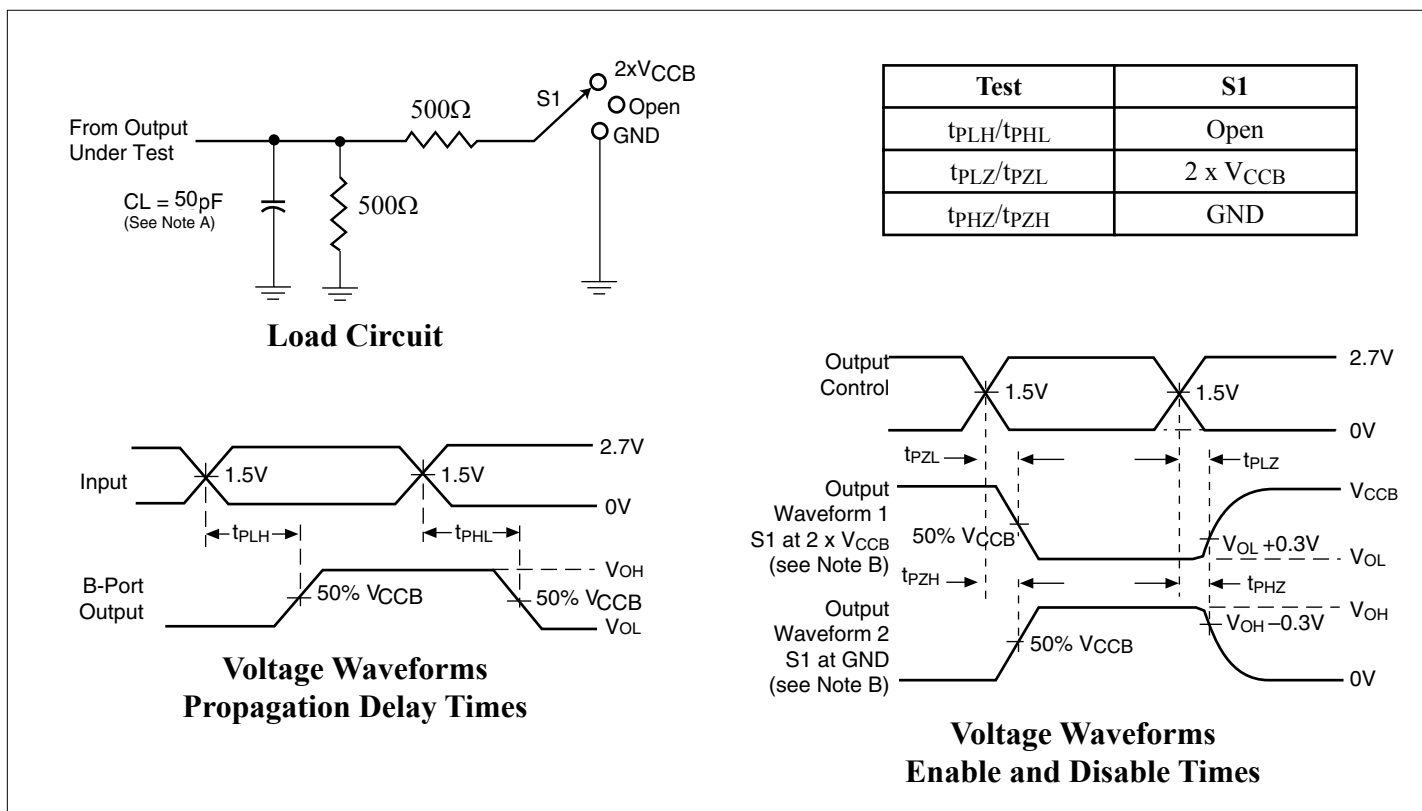 2xVCCB
S1
Open
500Ω
From Output
Under Test
GND
CL = 50pF
(See Note A)
500Ω
Load Circuit
Test S1
tPLH/tPHL Open
tPLZ/tPZL 2 x VCCB
tPHZ/tPZH GND
Input
1.5V
1.5V
2.7V
0V
tPLH
tPHL
B-Port
Output
50% VCCB
50% VCCB
VOH
VOL
Voltage Waveforms
Propagation Delay Times
Output
Control
1.5V
1.5V
2.7V
0V
tPZL
tPLZ
Output
Waveform 1
S1 at 2 x VCCB
(see Note B)
50% VCCB
VCCB
VOL +0.3V
VOL
tPZH
tPHZ
Output
Waveform 2
S1 at GND
(see Note B)
50% VCCB
VOH
VOH –0.3V
0V
Voltage Waveforms
Enable and Disable Times